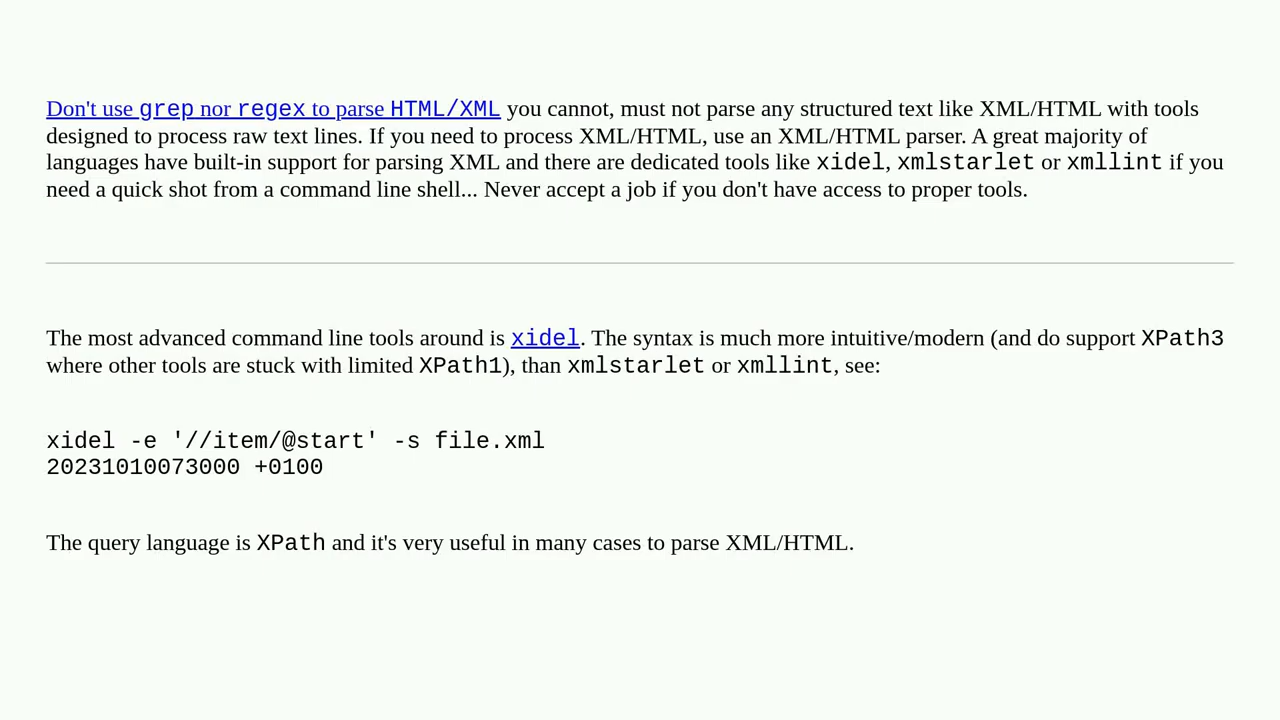 Don't use grep nor regex to parse HTML/XML you cannot, must not parse any structured text like XML/HTML with tools
designed to process raw text lines. If you need to process XML/HTML, use an XML/HTML parser. A great majority of
languages have built-in support for parsing XML and there are dedicated tools like xidel, xmlstarlet or xmllint if you
need a quick shot from a command line shell... Never accept a job if you don't have access to proper tools.
The most advanced command line tools around is xidel. The syntax is much more intuitive/modern (and do support XPath3
where other tools are stuck with limited XPath1), than xmlstarlet or xmllint, see:
xidel -e '//item/@start' -s file.xml
20231010073000 +0100
The query language is XPath and it's very useful in many cases to parse XML/HTML.